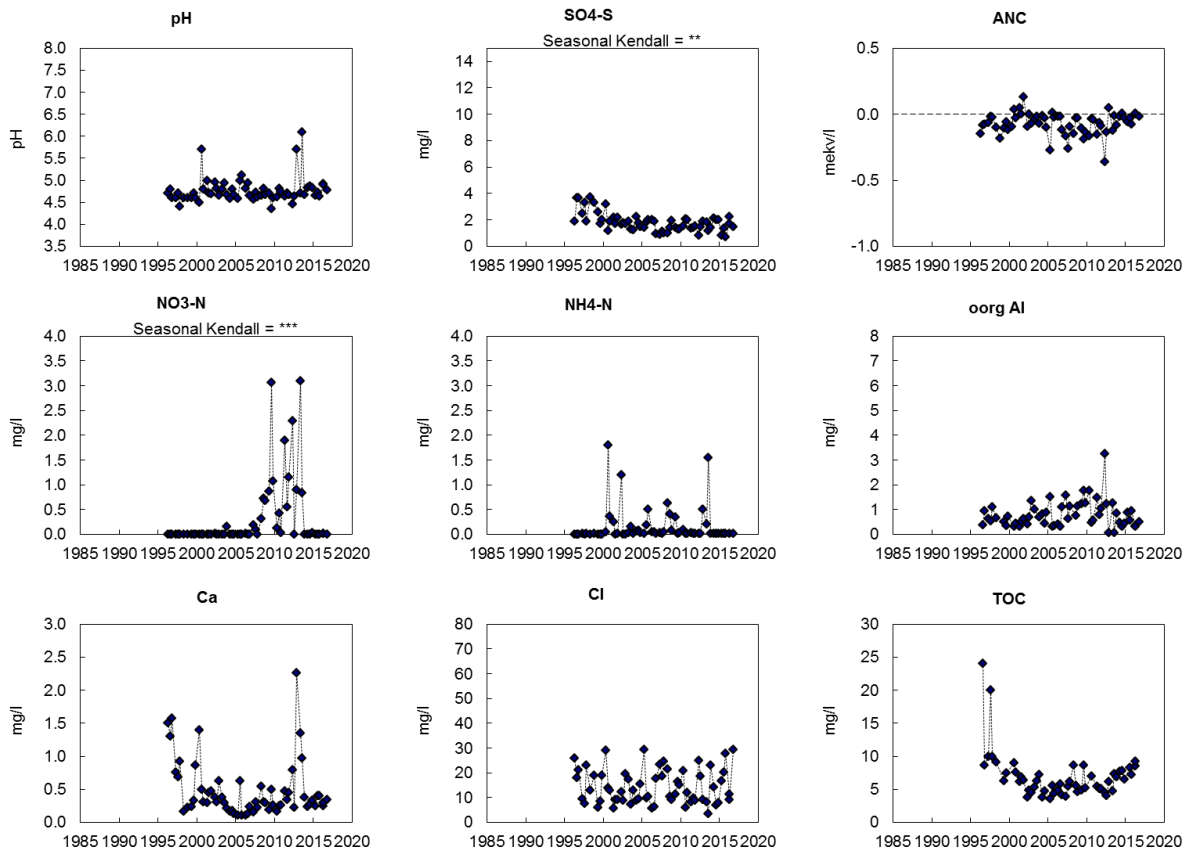 pH
8.0
7.5
7.0
6.5
6.0
5.5
5.0
4.5
4.0
3.5
pH
1985 1990 1995 2000 2005 2010 2015 2020
SO4-S
Seasonal Kendall = **
14
12
10
8
6
4
2
0
mg/l
1985 1990 1995 2000 2005 2010 2015 2020
ANC
0.5
0.0
-0.5
-1.0
mekv/l
1985 1990 1995 2000 2005 2010 2015 2020
NO3-N
Seasonal Kendall = ***
4.0
3.5
3.0
2.5
2.0
1.5
1.0
0.5
0.0
mg/l
1985 1990 1995 2000 2005 2010 2015 2020
NH4-N
4.0
3.5
3.0
2.5
2.0
1.5
1.0
0.5
0.0
mg/l
1985 1990 1995 2000 2005 2010 2015 2020
oorg Al
8
7
6
5
4
3
2
1
0
mg/l
1985 1990 1995 2000 2005 2010 2015 2020
Ca
3.0
2.5
2.0
1.5
1.0
0.5
0.0
mg/l
1985 1990 1995 2000 2005 2010 2015 2020
Cl
80
70
60
50
40
30
20
10
0
mg/l
1985 1990 1995 2000 2005 2010 2015 2020
TOC
30
25
20
15
10
5
0
mg/l
1985 1990 1995 2000 2005 2010 2015 2020